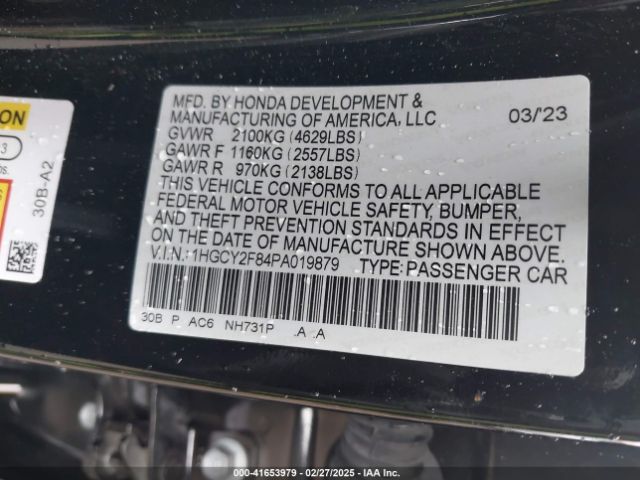 ON
3
bs.
30B-A2
MFD. BY HONDA DEVELOPMENT &
MANUFACTURING OF AMERICA, LLC 03/'23
GVWR 2100KG (4629LBS)
GAWR F 1160KG (2557LBS)
GAWR R 970KG (2138LBS)
THIS VEHICLE CONFORMS TO ALL APPLICABLE
FEDERAL MOTOR VEHICLE SAFETY, BUMPER,
AND THEFT PREVENTION STANDARDS IN EFFECT
ON THE DATE OF MANUFACTURE SHOWN ABOVE.
V.I.N.: 1HGCY2F84PA019879 TYPE: PASSENGER CAR
30B P AC6 NH731P .A .A
000-41653979 | 02/27/2025 | IAA Inc.